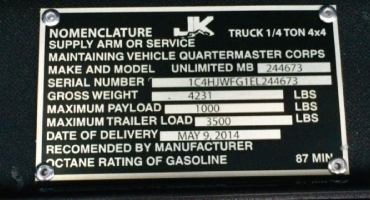 NOMENCLATURE JK TRUCK 1/4 TON 4x4
SUPPLY ARM OR SERVICE
MAINTAINING VEHICLE QUARTERMASTER CORPS
MAKE AND MODEL UNLIMITED MB 244673
SERIAL NUMBER 1C4HJWFG1EL244673
GROSS WEIGHT 4231 LBS
MAXIMUM PAYLOAD 1000 LBS
MAXIMUM TRAILER LOAD 3500 LBS
DATE OF DELIVERY MAY 9, 2014
RECOMENDED BY MANUFACTURER
OCTANE RATING OF GASOLINE 87 MIN